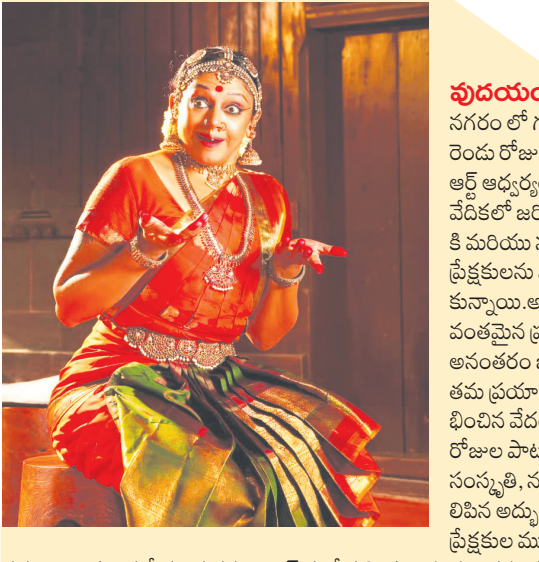 వుదయం
నగరం లో
రెండు రోజు
ఆర్ట్ ఆధ్వర్య
వేదికలో జరి
కి మరియు
ప్రేక్షకులను
కున్నాయి.అ
వంతమైన
అనంతరం
తమ ప్రయా
భించిన వేద
రోజుల పాట
సంస్కృతి, న
లిపిన అద్భు
ప్రేక్షకుల ము